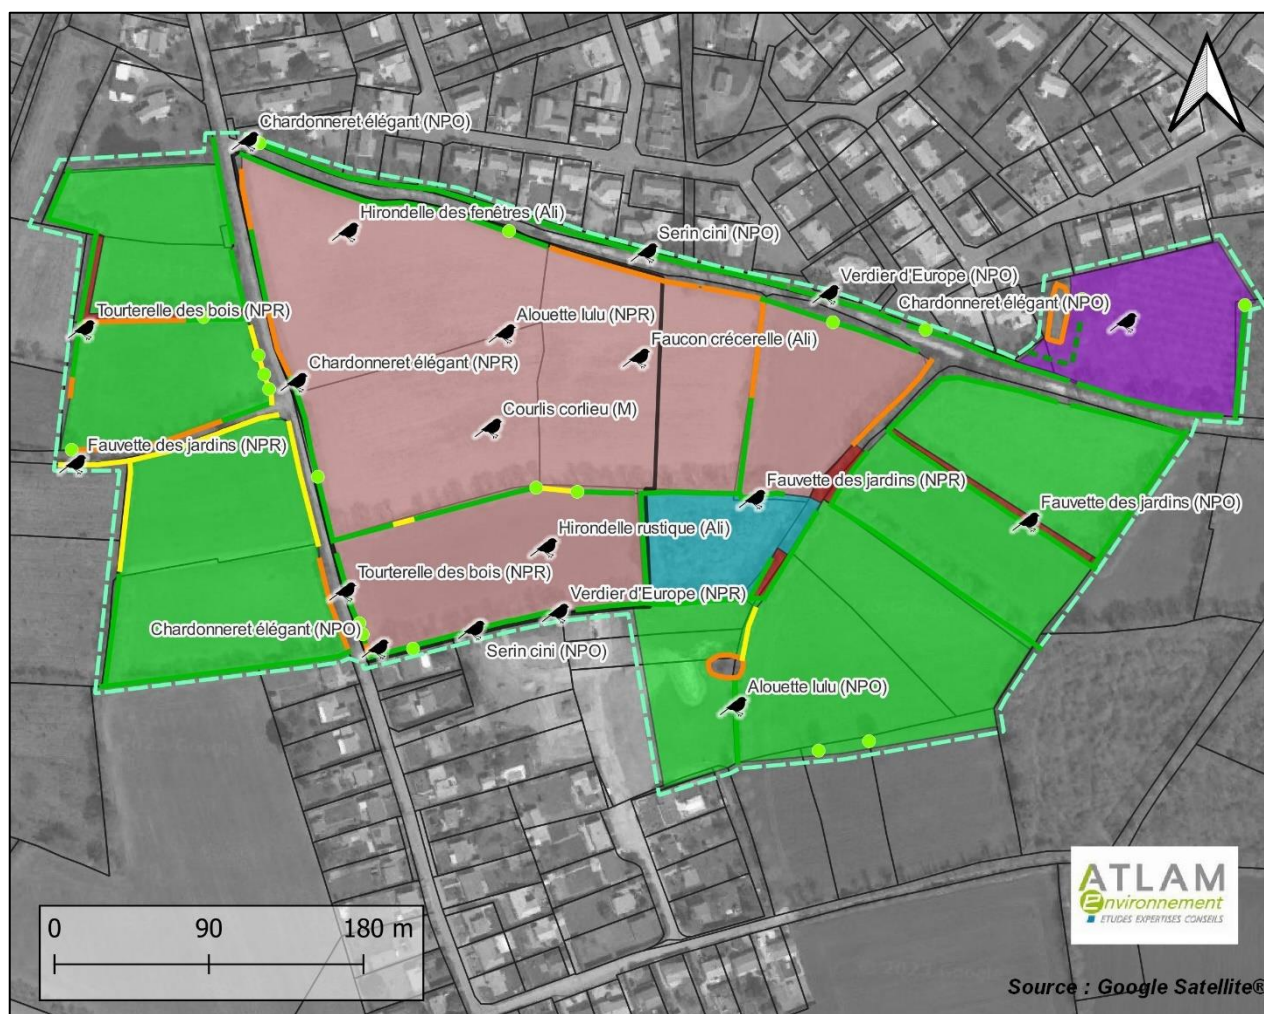 Chardonneret élégant (NPO)
Hirondelle des fenêtres (Ali)
Serin cini (NPO)
Verdier d'Europe (NPO)
Chardonneret élégant (NPO)
Tourterelle des bois (NPR)
Alouette lulu (NPR)
Faucon crécerelle (Ali)
Chardonneret élégant (NPR)
Courlis corlieu (M)
Fauvette des jardins (NPR)
Fauvette des jardins (NPR)
Fauvette des jardins (NPO)
Hirondelle rustique (Ali)
Tourterelle des bois (NPR)
Verdier d'Europe (NPR)
Chardonneret élégant (NPO)
Serin cini (NPO)
Alouette lulu (NPO)
ATLAM
Environnement
ETUDES EXPERTISES CONSEILS
0 90 180 m
Source : Google Satellite®